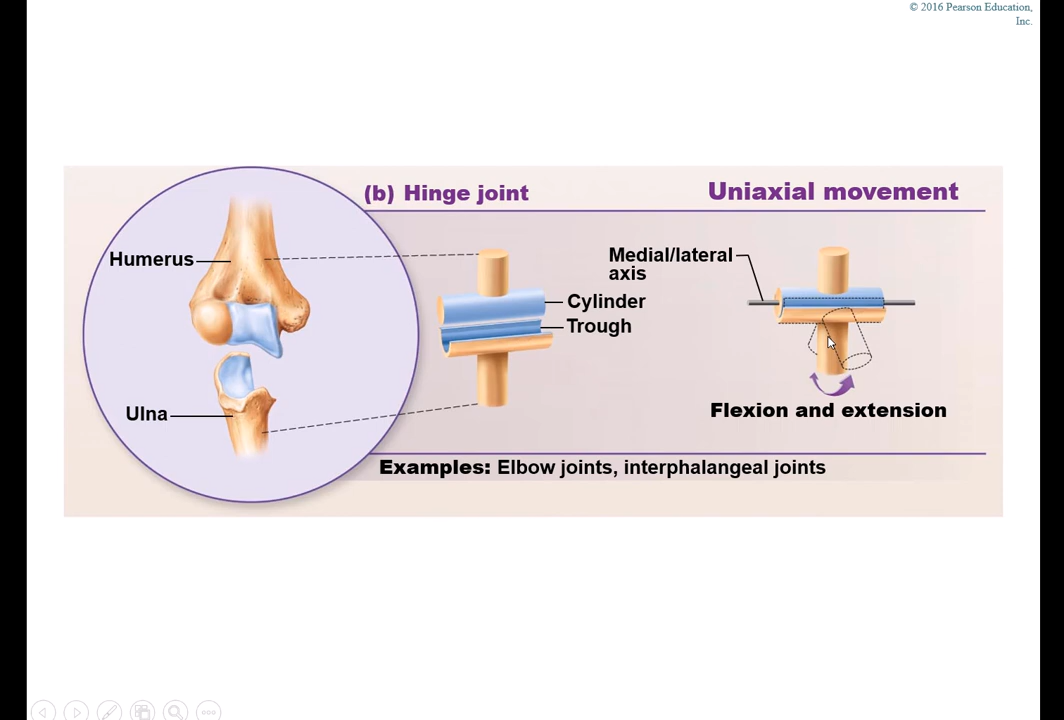 © 2016 Pearson Education,
Inc.
(b) Hinge joint
Uniaxial movement
Humerus
Medial/lateral
axis
Cylinder
Trough
Ulna
Flexion and extension
Examples: Elbow joints, interphalangeal joints